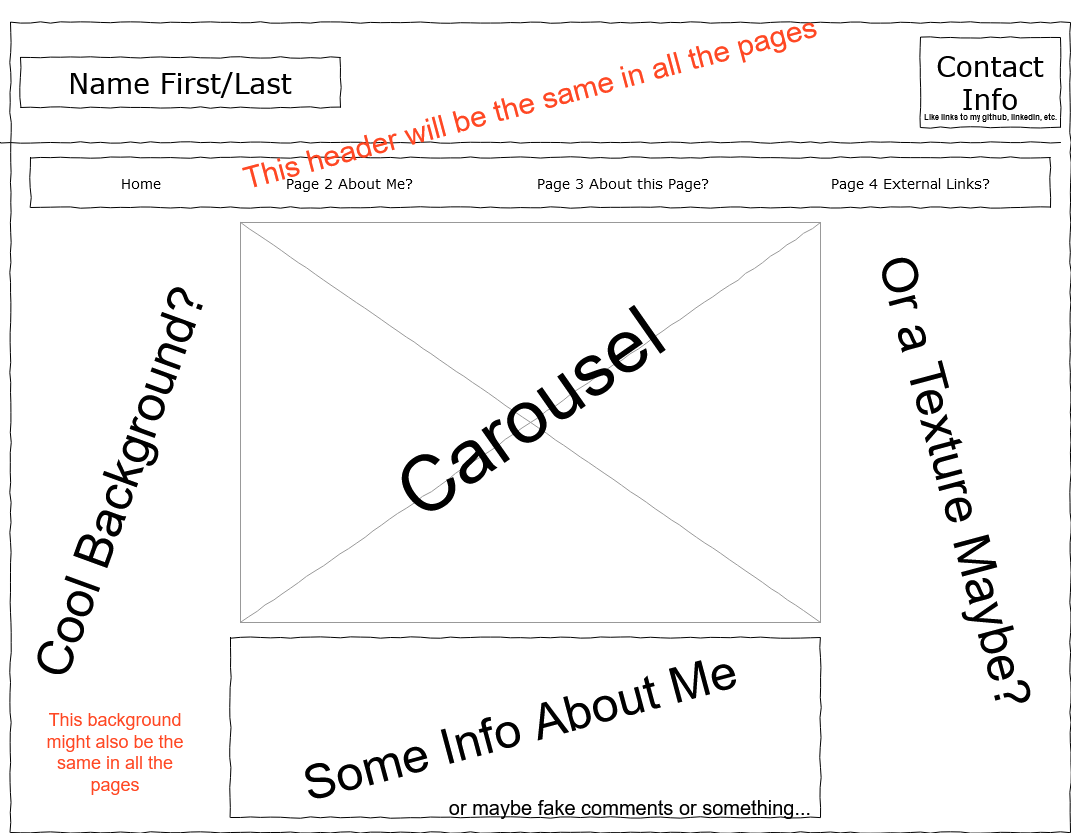 This header will be the same in all the pages
Name First/Last
Contact
Info
Like links to my github, linkedin, etc.
Home
Page 2 About Me?
Page 3 About this Page?
Page 4 External Links?
Cool Background?
Carousel
Or a Texture Maybe?
Some Info About Me
This background
might also be the
same in all the
pages
or maybe fake comments or something...